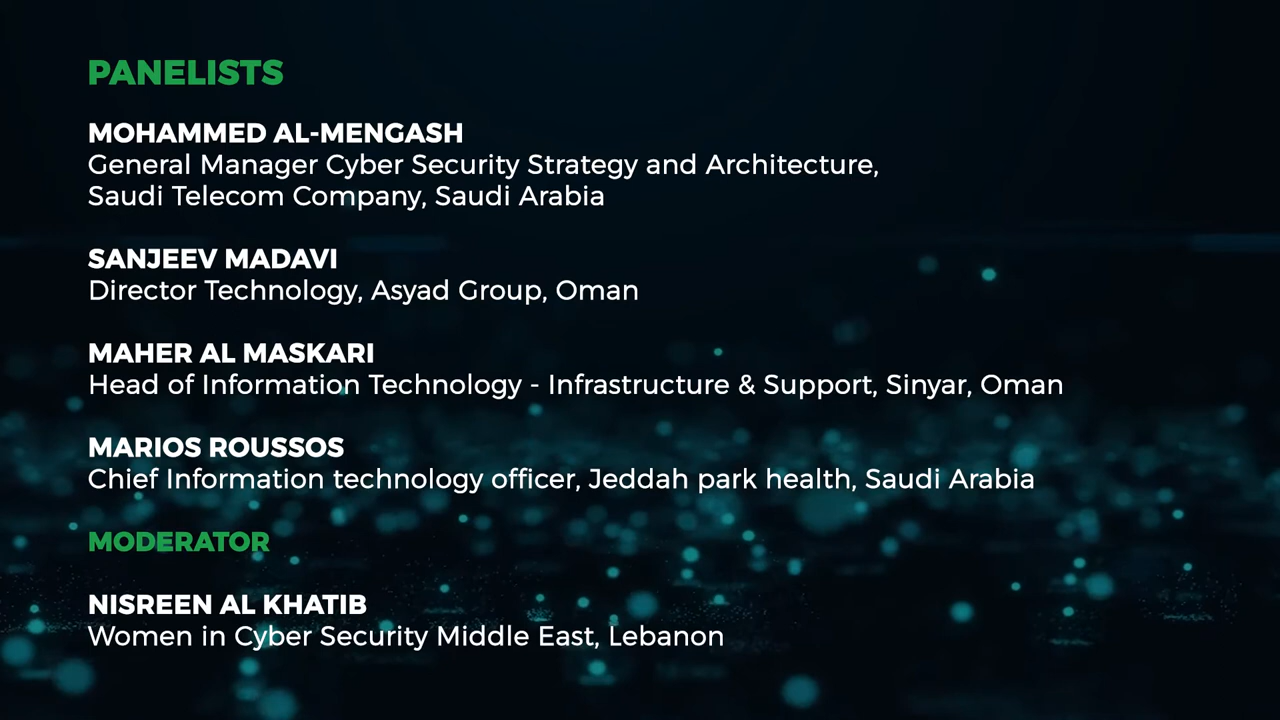 PANELISTS
MOHAMMED AL-MENGASH
General Manager Cyber Security Strategy and Architecture,
Saudi Telecom Company, Saudi Arabia
SANJEEV MADAVI
Director Technology, Asyad Group, Oman
MAHER AL MASKARI
Head of Information Technology - Infrastructure & Support, Sinyar, Oman
MARIOS ROUSSOS
Chief Information technology officer, Jeddah park health, Saudi Arabia
MODERATOR
NISREEN AL KHATIB
Women in Cyber Security Middle East, Lebanon